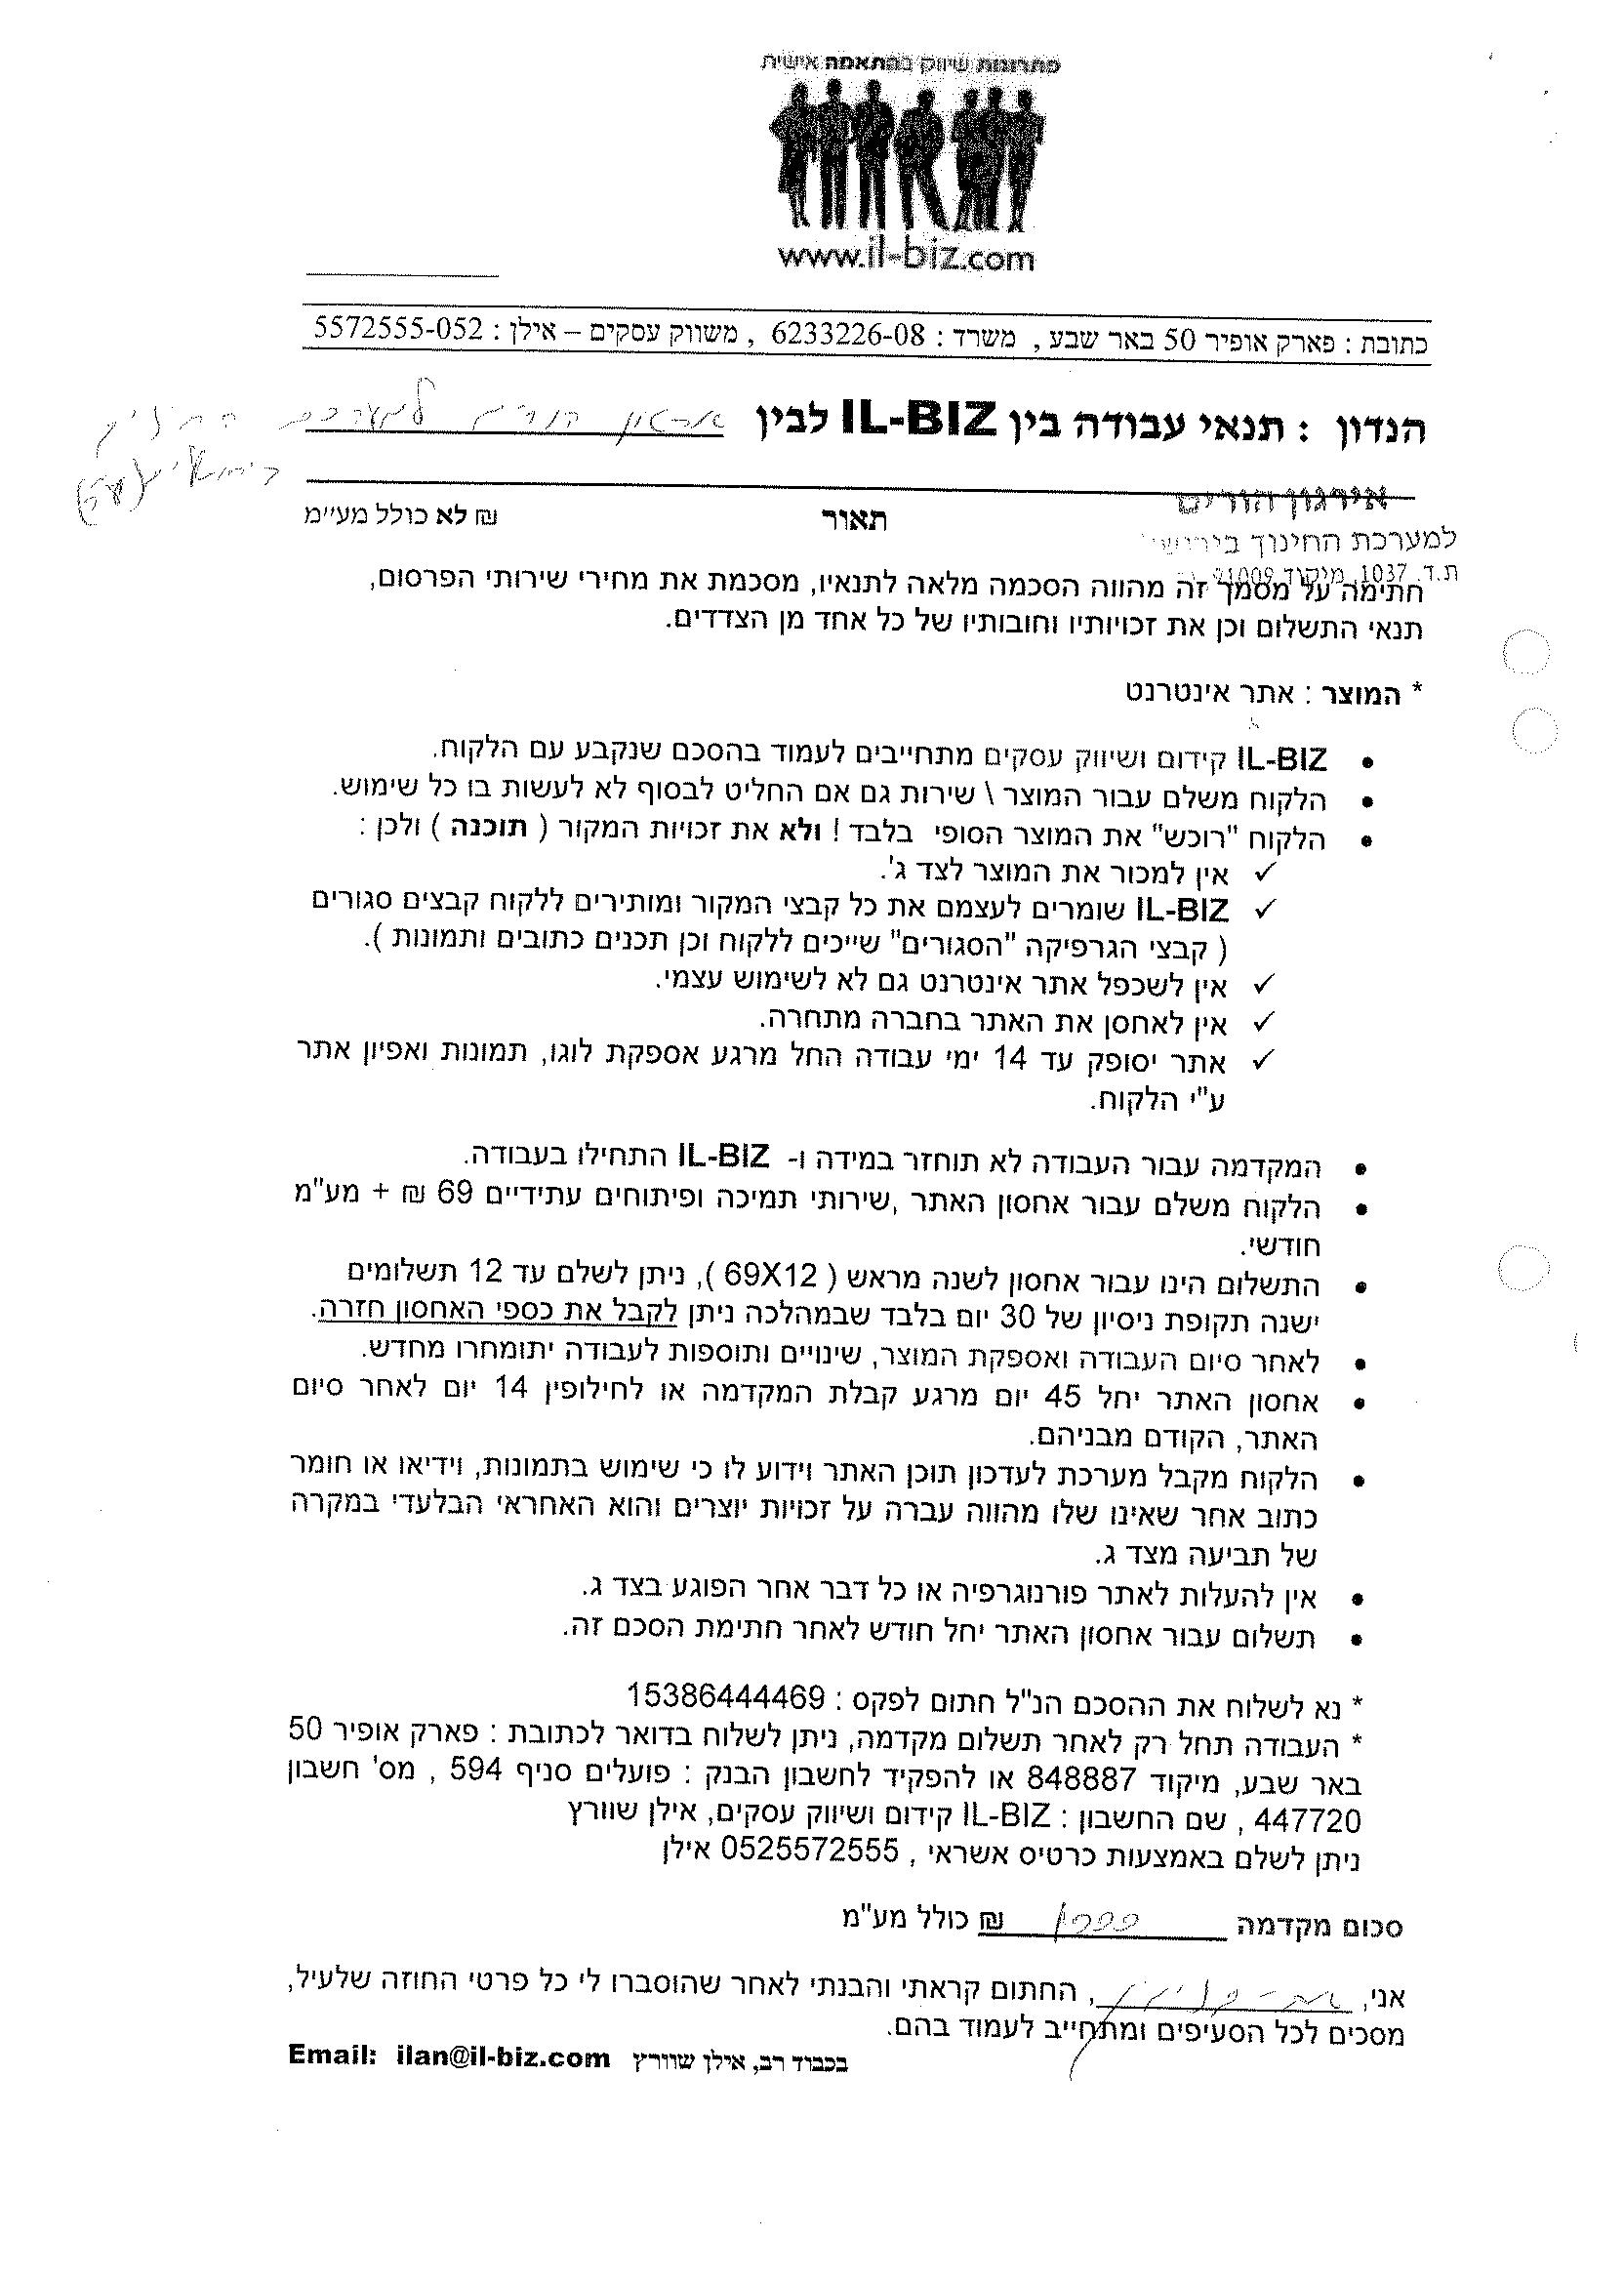 פתרונות שיווק בהתאמה אישית
www.il-biz.com
כתובת : פארק אופיר 50 באר שבע , משרד : 6233226-08 , משווק עסקים – אילן : 5572555-052
הנדון : תנאי עבודה בין IL-BIZ לבין ארגון הורים למערכת החינוך
בירושלים
אירגון הורים
תאור
₪ לא כולל מע״מ
למערכת החינוך
ת.ד. 1037, מיקוד 91009
חתימה על מסמך זה מהווה הסכמה מלאה לתנאיו, מסכמת את מחירי שירותי הפרסום,
תנאי התשלום וכן את זכויותיו וחובותיו של כל אחד מן הצדדים.
* המוצר : אתר אינטרנט
• IL-BIZ קידום ושיווק עסקים מתחייבים לעמוד בהסכם שנקבע עם הלקוח.
• הלקוח משלם עבור המוצר \ שירות גם אם החליט לבסוף לא לעשות בו כל שימוש.
• הלקוח "רוכש" את המוצר הסופי בלבד ! ולא את זכויות המקור ( תוכנה ) ולכן :
✓ אין למכור את המוצר לצד ג'.
✓ IL-BIZ שומרים לעצמם את כל קבצי המקור ומותירים ללקוח קבצים סגורים
( קבצי הגרפיקה "הסגורים" שייכים ללקוח וכן תכנים כתובים ותמונות ).
✓ אין לשכפל אתר אינטרנט גם לא לשימוש עצמי.
✓ אין לאחסן את האתר בחברה מתחרה.
✓ אתר יסופק עד 14 ימי עבודה החל מרגע אספקת לוגו, תמונות ואפיון אתר
ע"י הלקוח.
• המקדמה עבור העבודה לא תוחזר במידה ו- IL-BIZ התחילו בעבודה.
• הלקוח משלם עבור אחסון האתר ,שירותי תמיכה ופיתוחים עתידיים 69 ₪ + מע"מ
חודשי.
• התשלום הינו עבור אחסון לשנה מראש ( 69X12 ), ניתן לשלם עד 12 תשלומים
ישנה תקופת ניסיון של 30 יום בלבד שבמהלכה ניתן לקבל את כספי האחסון חזרה.
• לאחר סיום העבודה ואספקת המוצר, שינויים ותוספות לעבודה יתומחרו מחדש.
• אחסון האתר יחל 45 יום מרגע קבלת המקדמה או לחילופין 14 יום לאחר סיום
האתר, הקודם מבניהם.
• הלקוח מקבל מערכת לעדכון תוכן האתר וידוע לו כי שימוש בתמונות, וידיאו או חומר
כתוב אחר שאינו שלו מהווה עברה על זכויות יוצרים והוא האחראי הבלעדי במקרה
של תביעה מצד ג.
• אין להעלות לאתר פורנוגרפיה או כל דבר אחר הפוגע בצד ג.
• תשלום עבור אחסון האתר יחל חודש לאחר חתימת הסכם זה.
* נא לשלוח את ההסכם הנ"ל חתום לפקס : 15386444469
* העבודה תחל רק לאחר תשלום מקדמה, ניתן לשלוח בדואר לכתובת : פארק אופיר 50
באר שבע, מיקוד 848887 או להפקיד לחשבון הבנק : פועלים סניף 594 , מס' חשבון
447720 , שם החשבון : IL-BIZ קידום ושיווק עסקים, אילן שוורץ
ניתן לשלם באמצעות כרטיס אשראי , 0525572555 אילן
סכום מקדמה 1000 ₪ כולל מע"מ
אני, , החתום קראתי והבנתי לאחר שהוסברו לי כל פרטי החוזה שלעיל,
מסכים לכל הסעיפים ומתחייב לעמוד בהם.
בכבוד רב, אילן שוורץ Email: ilan@il-biz.com